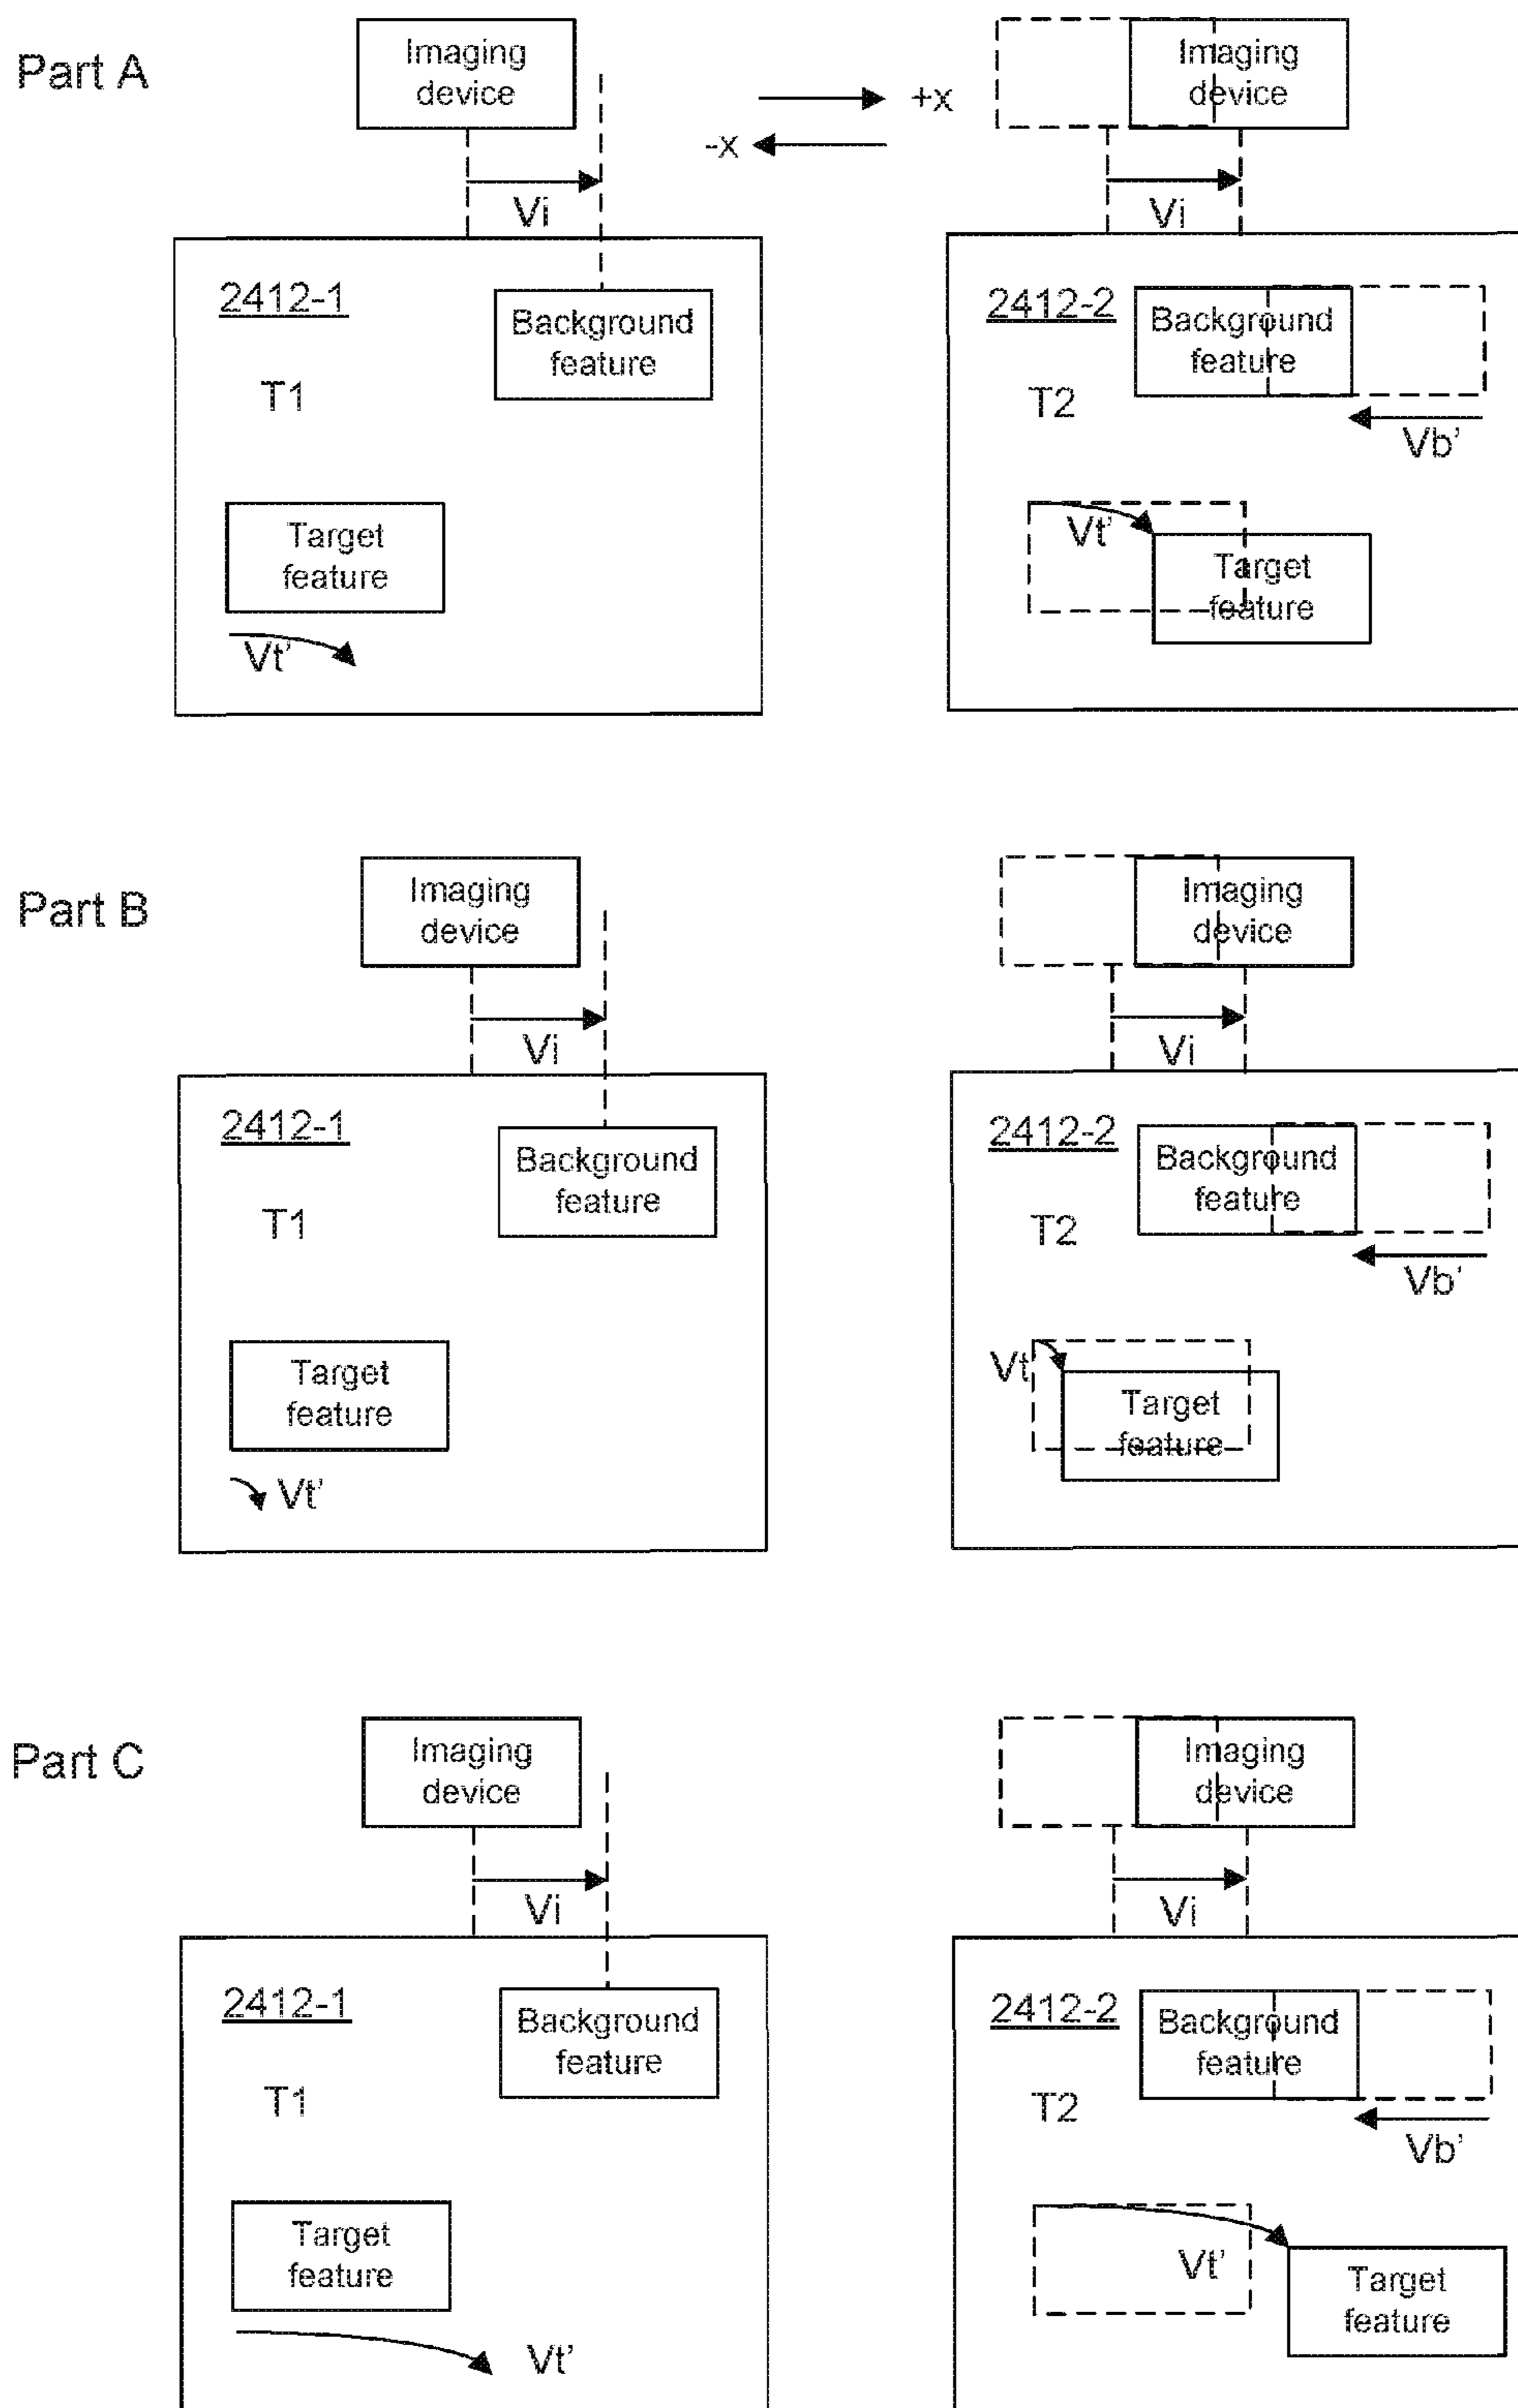 Part A
Imaging
device
+x
-x
Imaging
device
Vi
Vi
2412-1
Background
feature
T1
2412-2
Background
feature
T2
Vb'
Target
feature
Vt'
Vt'
Target
feature
Part B
Imaging
device
Imaging
device
Vi
Vi
2412-1
Background
feature
T1
2412-2
Background
feature
T2
Vb'
Target
feature
Vt'
Vt
Target
feature
Part C
Imaging
device
Imaging
device
Vi
Vi
2412-1
Background
feature
T1
2412-2
Background
feature
T2
Vb'
Target
feature
Vt'
Vt'
Target
feature